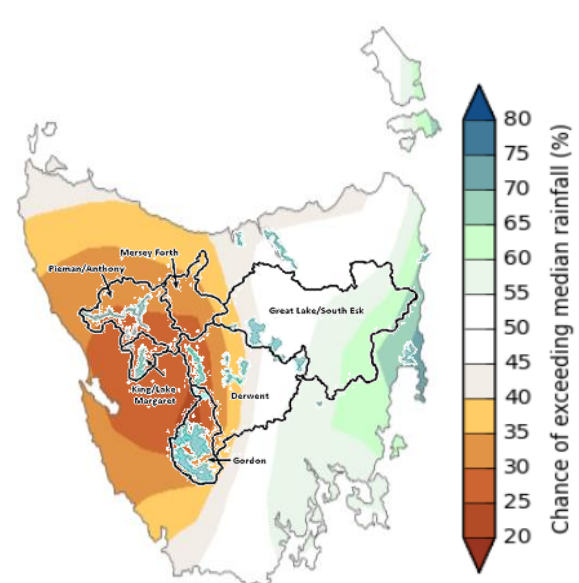 Mersey Forth
Pieman/Anthony
Great Lake/South Esk
King/Lake
Margaret
Derwent
Gordon
80
75
70
65
60
55
50
45
40
35
30
25
20
Chance of exceeding median rainfall (%)